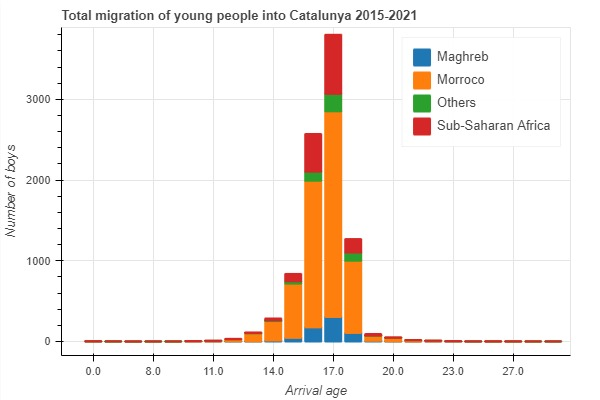 Total migration of young people into Catalunya 2015-2021
Maghreb
Morroco
Others
Sub-Saharan Africa
Number of boys
3000
2000
1000
0
0.0 8.0 11.0 14.0 17.0 20.0 23.0 27.0
Arrival age